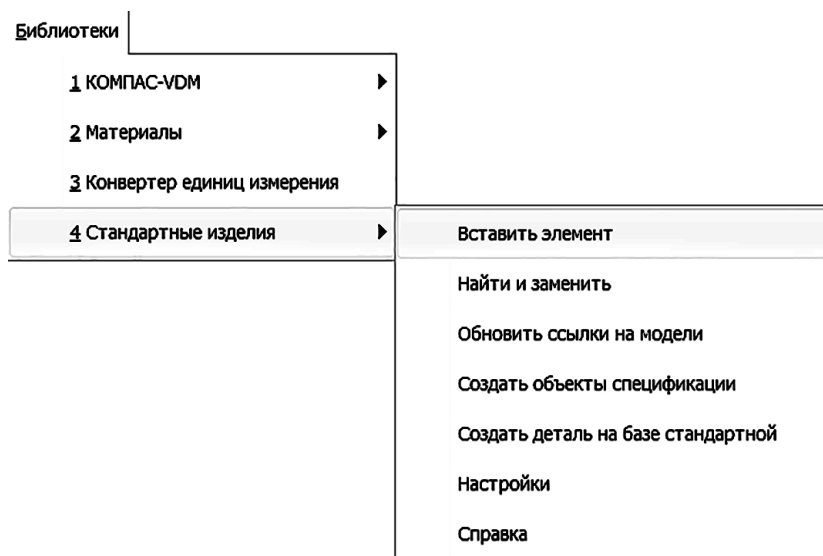 Библиотеки
1 КОМПАС-VDM
2 Материалы
3 Конвертер единиц измерения
4 Стандартные изделия
Вставить элемент
Найти и заменить
Обновить ссылки на модели
Создать объекты спецификации
Создать деталь на базе стандартной
Настройки
Справка